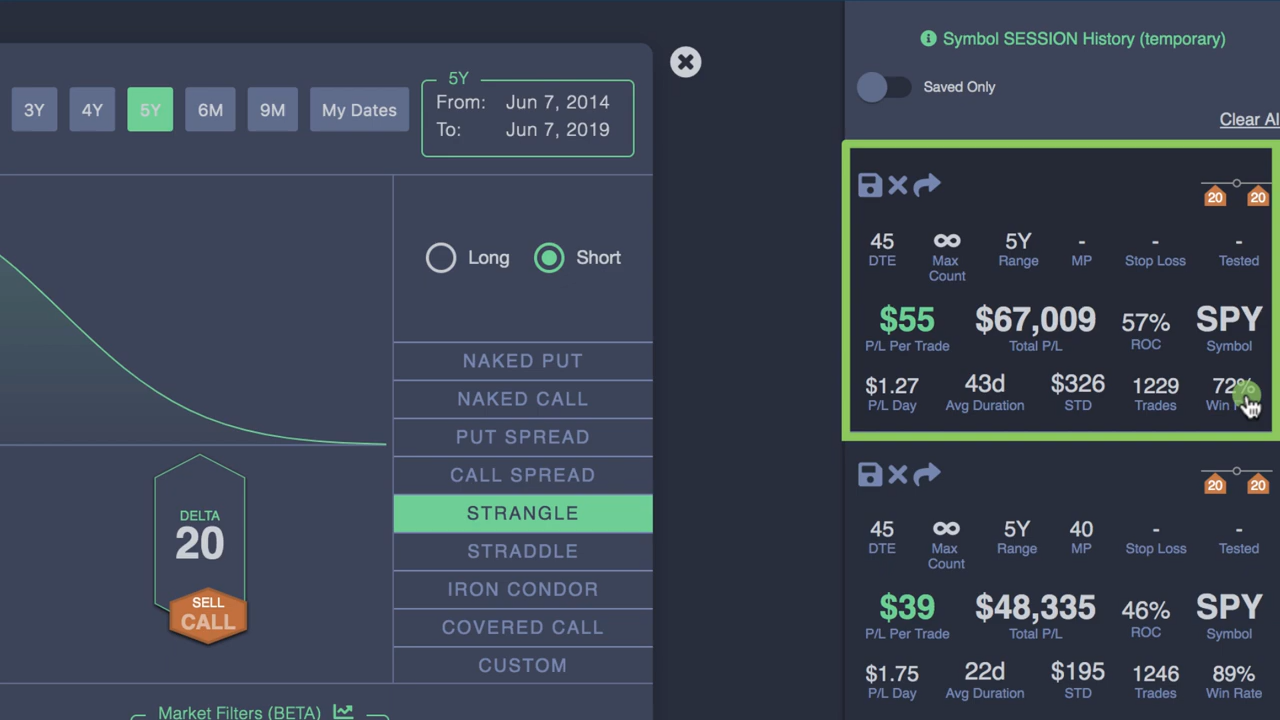 Symbol SESSION History (temporary)
Saved Only
Clear Al
3Y 4Y 5Y 6M 9M My Dates
5Y
From: Jun 7, 2014
To: Jun 7, 2019
Long Short
NAKED PUT
NAKED CALL
PUT SPREAD
CALL SPREAD
STRANGLE
STRADDLE
IRON CONDOR
COVERED CALL
CUSTOM
DELTA
20
SELL
CALL
Market Filters (BETA)
20 20
45 ∞ 5Y - - -
DTE Max Count Range MP Stop Loss Tested
$55 $67,009 57% SPY
P/L Per Trade Total P/L ROC Symbol
$1.27 43d $326 1229 72%
P/L Day Avg Duration STD Trades Win
20 20
45 ∞ 5Y 40 - -
DTE Max Count Range MP Stop Loss Tested
$39 $48,335 46% SPY
P/L Per Trade Total P/L ROC Symbol
$1.75 22d $195 1246 89%
P/L Day Avg Duration STD Trades Win Rate